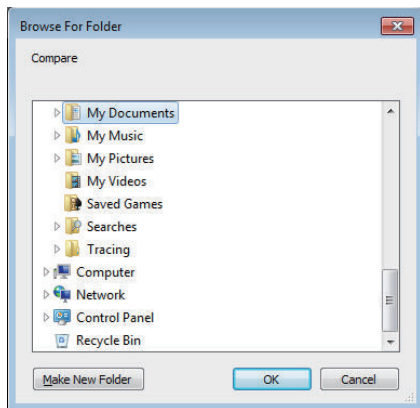 Browse For Folder
Compare
My Documents
My Music
My Pictures
My Videos
Saved Games
Searches
Tracing
Computer
Network
Control Panel
Recycle Bin
Make New Folder
OK
Cancel